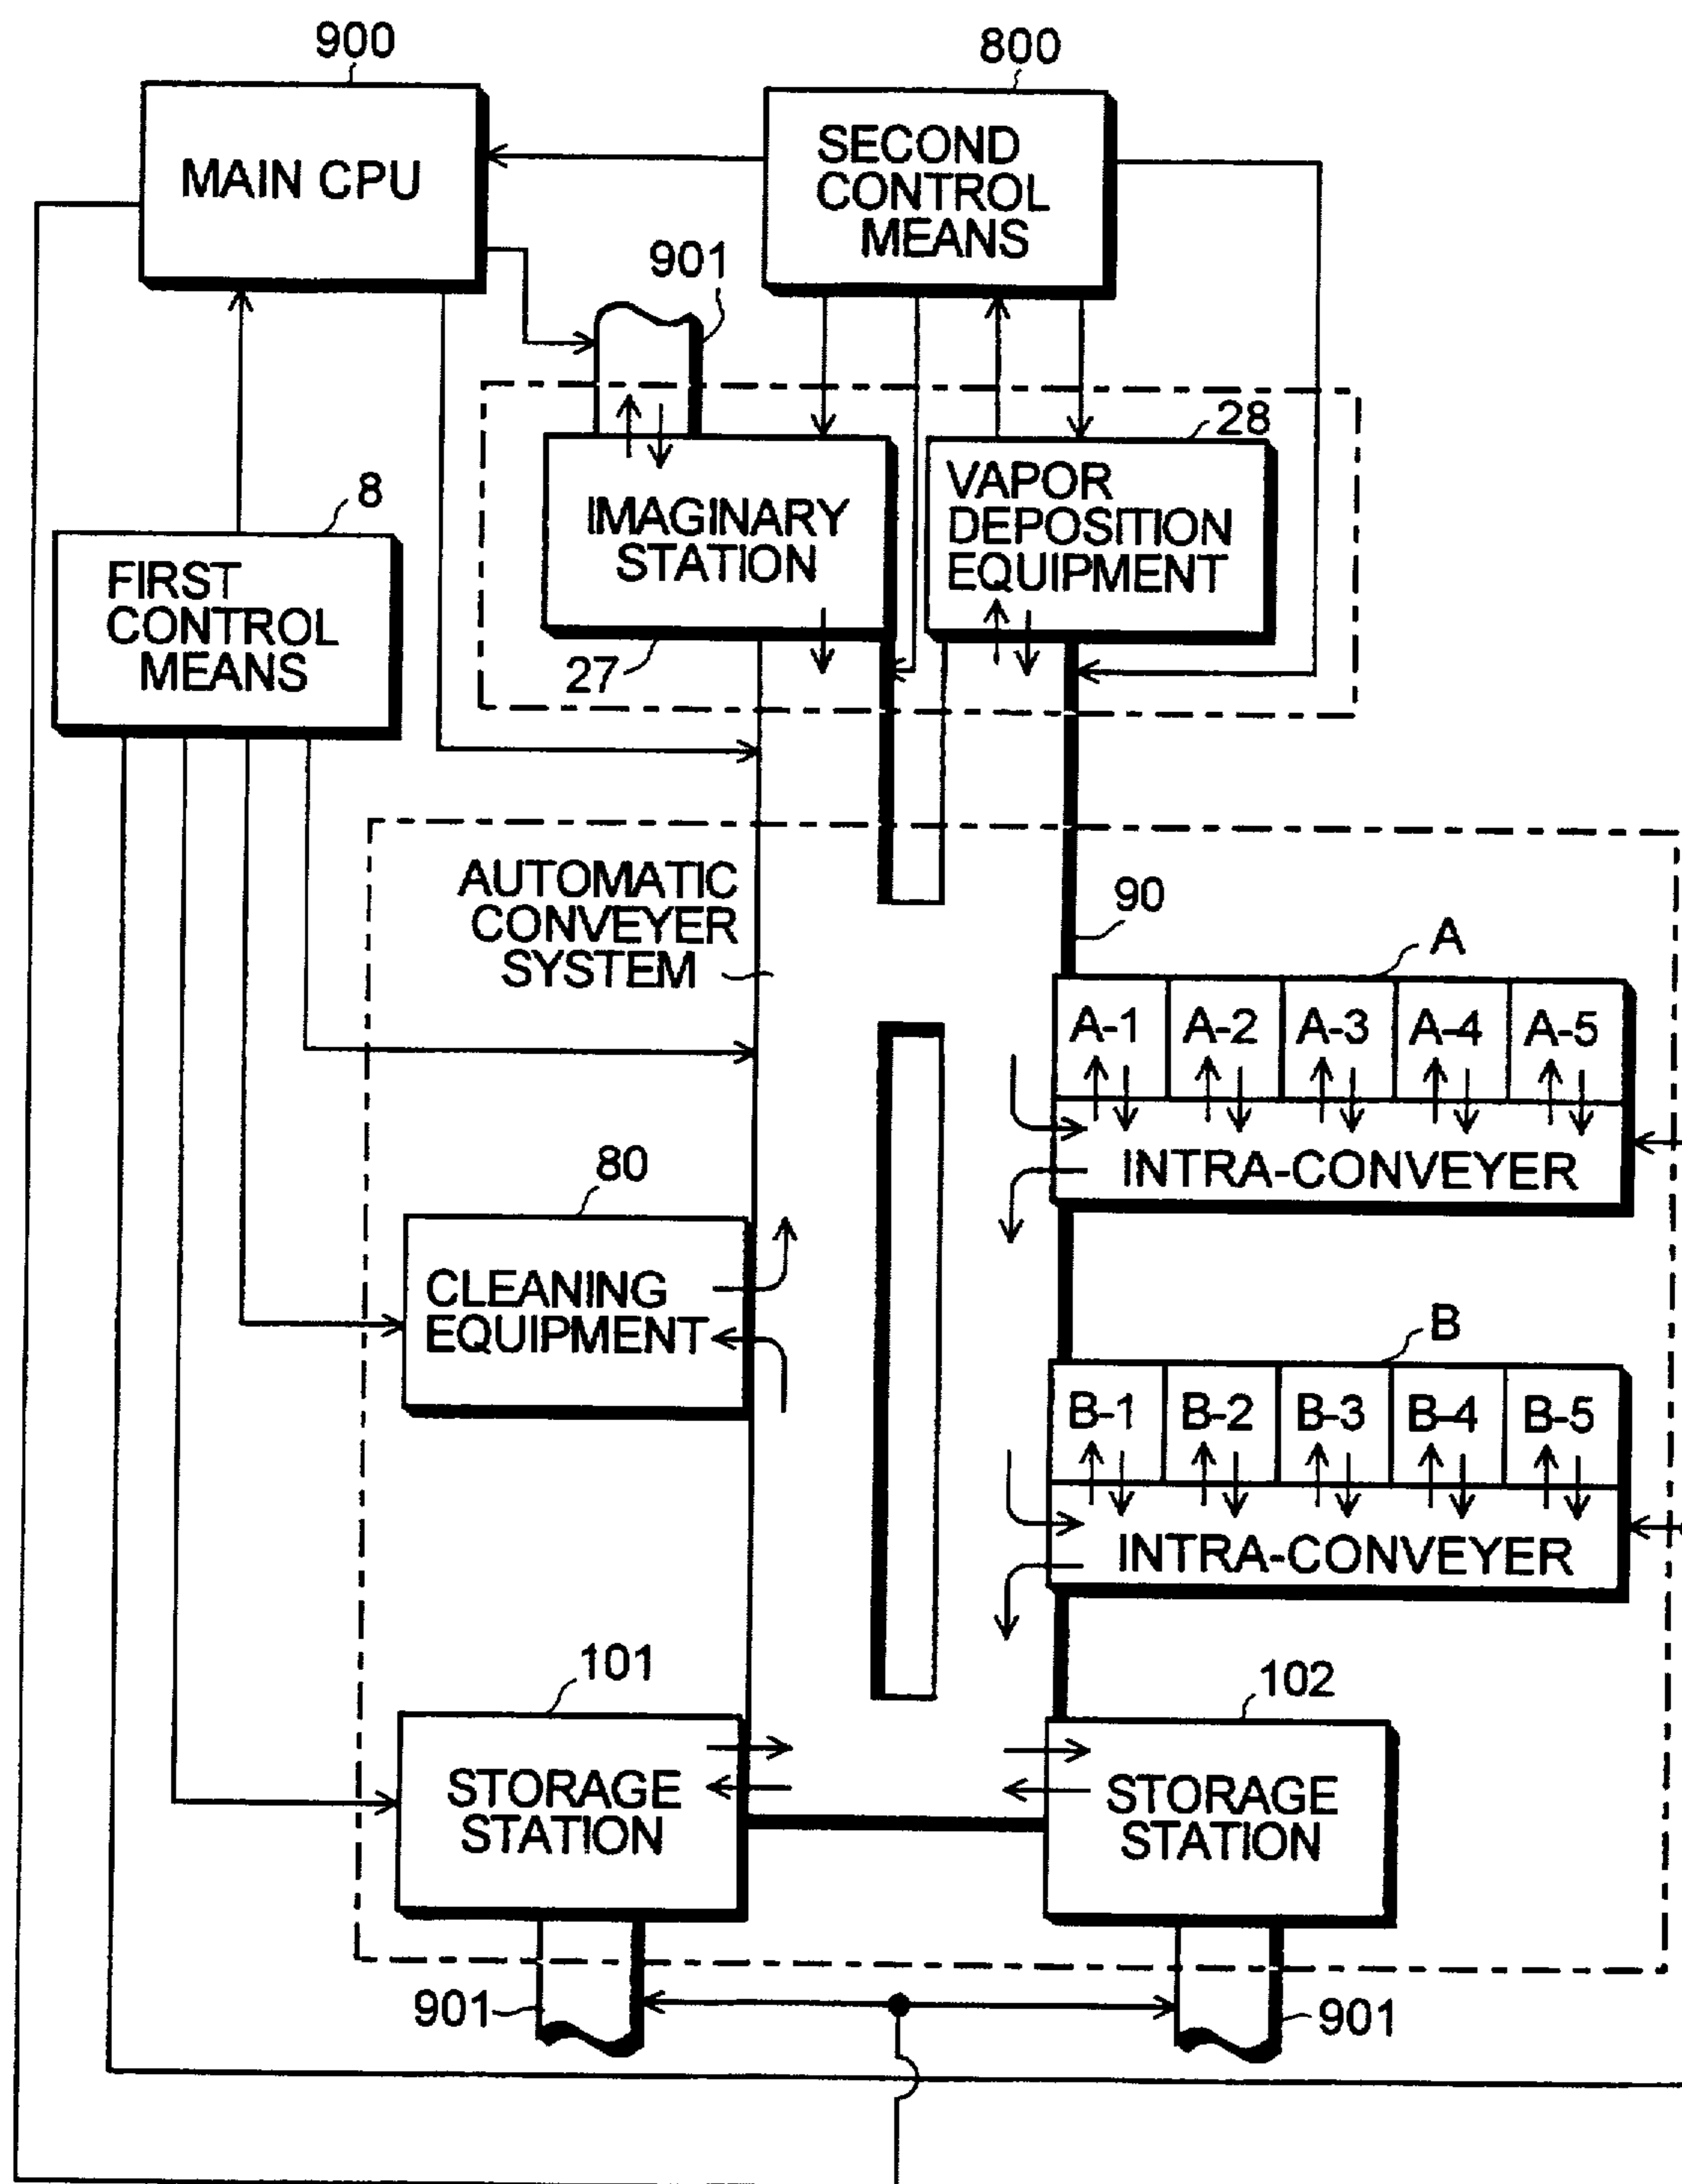 900
800
MAIN CPU
SECOND
CONTROL
MEANS
901
28
8
IMAGINARY
STATION
VAPOR
DEPOSITION
EQUIPMENT
FIRST
CONTROL
MEANS
27
AUTOMATIC
CONVEYER
SYSTEM
90
A
A-1 A-2 A-3 A-4 A-5
INTRA-CONVEYER
80
CLEANING
EQUIPMENT
B
B-1 B-2 B-3 B-4 B-5
INTRA-CONVEYER
101
102
STORAGE
STATION
STORAGE
STATION
901
901